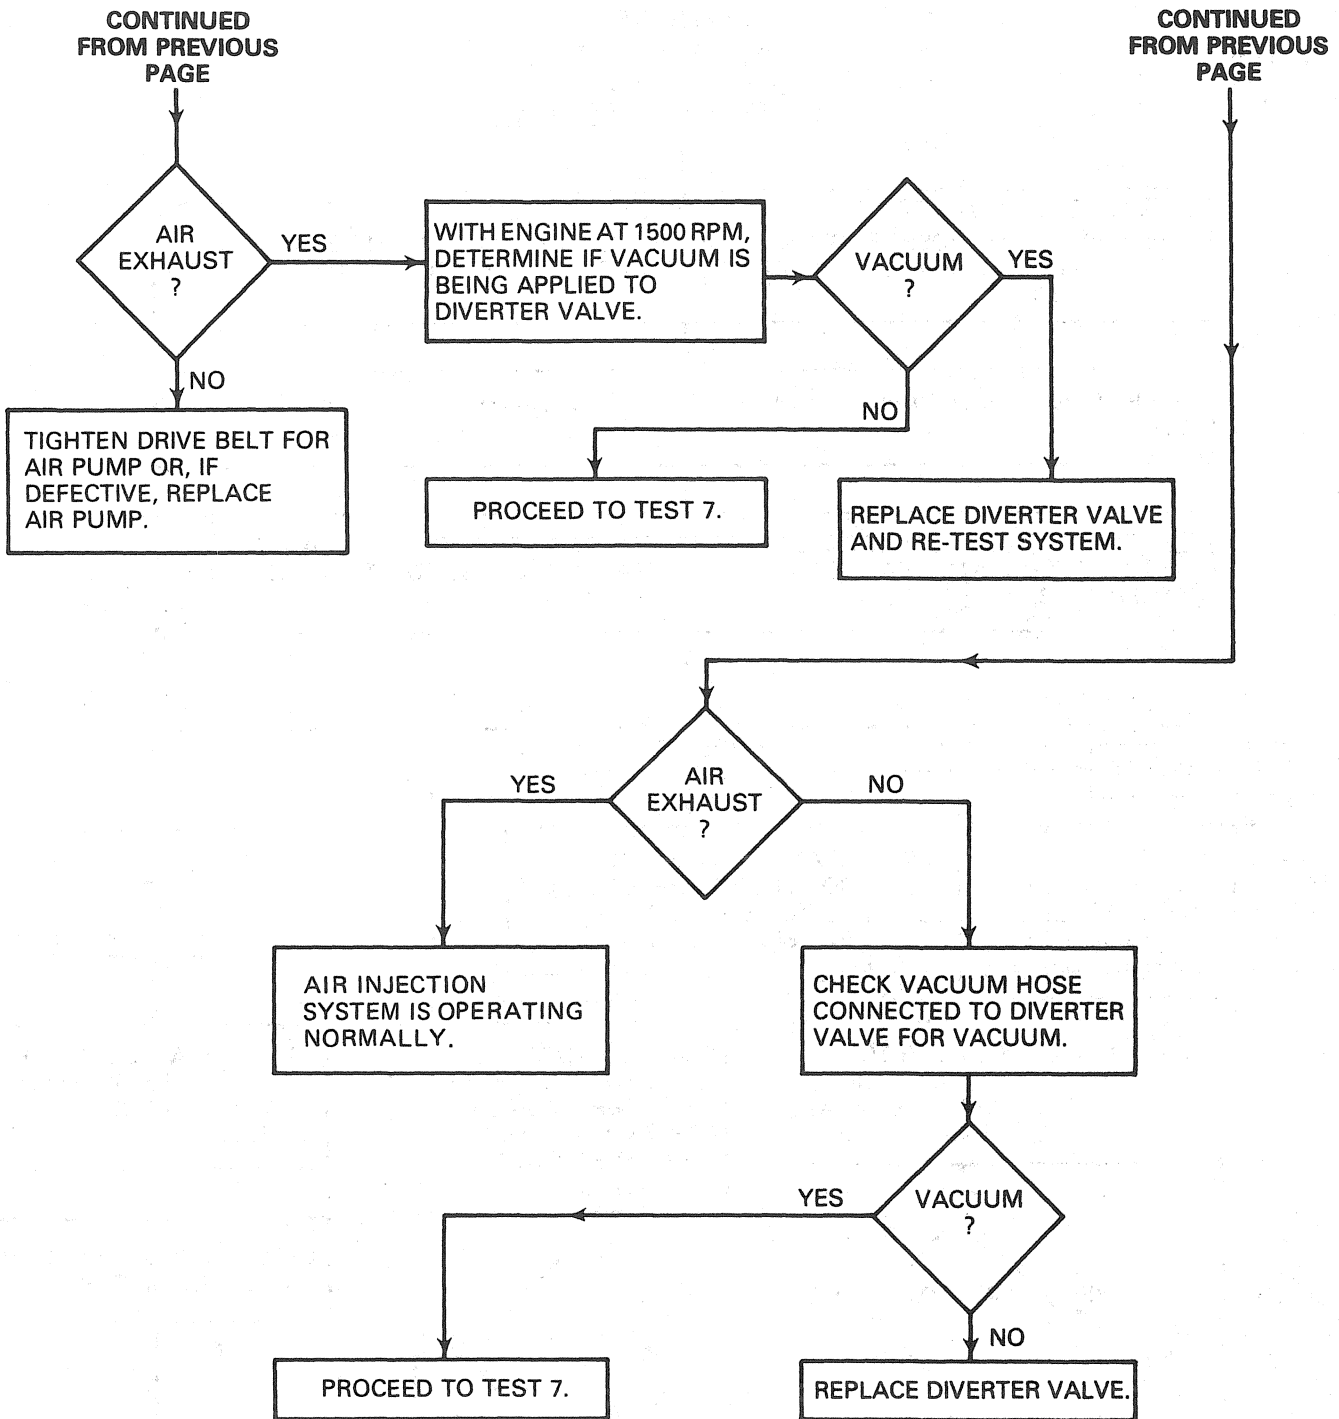 CONTINUED
FROM PREVIOUS
PAGE
CONTINUED
FROM PREVIOUS
PAGE
AIR
EXHAUST
?
YES
WITH ENGINE AT 1500 RPM,
DETERMINE IF VACUUM IS
BEING APPLIED TO
DIVERTER VALVE.
VACUUM
?
YES
NO
TIGHTEN DRIVE BELT FOR
AIR PUMP OR, IF
DEFECTIVE, REPLACE
AIR PUMP.
NO
PROCEED TO TEST 7.
REPLACE DIVERTER VALVE
AND RE-TEST SYSTEM.
AIR
EXHAUST
?
YES
NO
AIR INJECTION
SYSTEM IS OPERATING
NORMALLY.
CHECK VACUUM HOSE
CONNECTED TO DIVERTER
VALVE FOR VACUUM.
VACUUM
?
YES
NO
PROCEED TO TEST 7.
REPLACE DIVERTER VALVE.